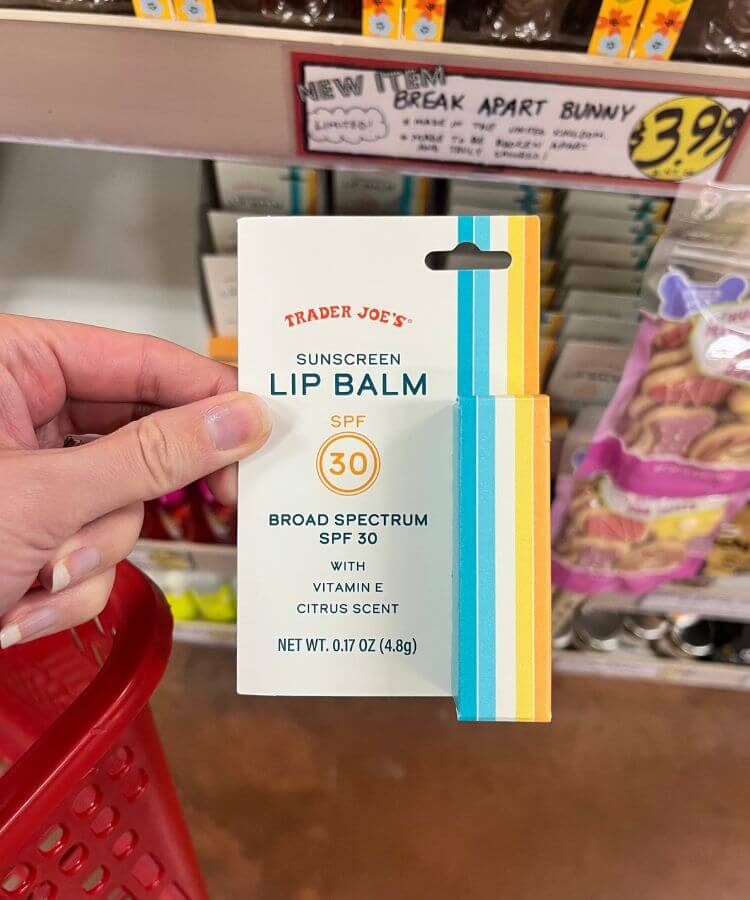 NEW ITEM
BREAK APART BUNNY
LIMITED!
$3.99
TRADER JOE'S
SUNSCREEN
LIP BALM
SPF
30
BROAD SPECTRUM
SPF 30
WITH
VITAMIN E
CITRUS SCENT
NET WT. 0.17 OZ (4.8g)